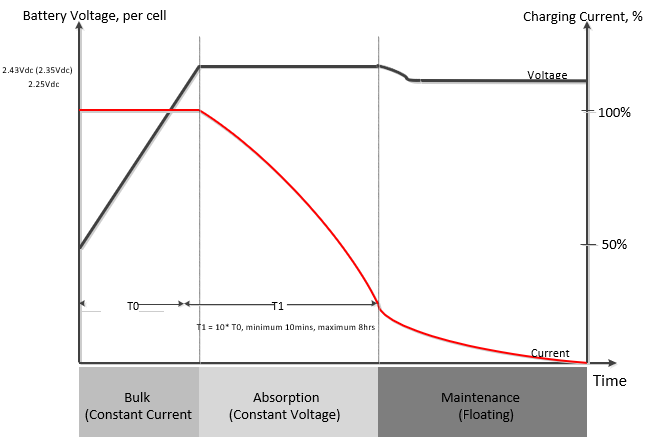 Battery Voltage, per cell
Charging Current, %
2.43Vdc (2.35Vdc)
2.25Vdc
Voltage
100%
50%
T0
T1
T1 = 10* T0, minimum 10mins, maximum 8hrs
Current
Time
Bulk
(Constant Current
Absorption
(Constant Voltage)
Maintenance
(Floating)